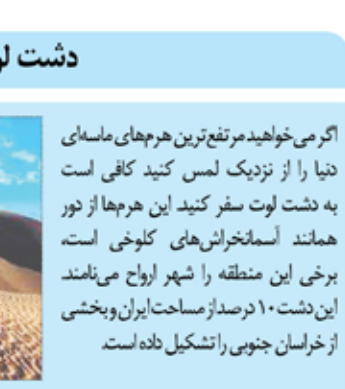 دشت لو
اگر می‌خواهید مرتفع‌ترین هرم‌های ماسه‌ای
دنیا را از نزدیک لمس کنید کافی است
به دشت لوت سفر کنید. این هرم‌ها از دور
همانند آسمانخراش‌های کلوخی است،
برخی این منطقه را شهر ارواح می‌نامند.
این دشت ۱۰ درصد از مساحت ایران و بخشی
از خراسان جنوبی را تشکیل داده است.